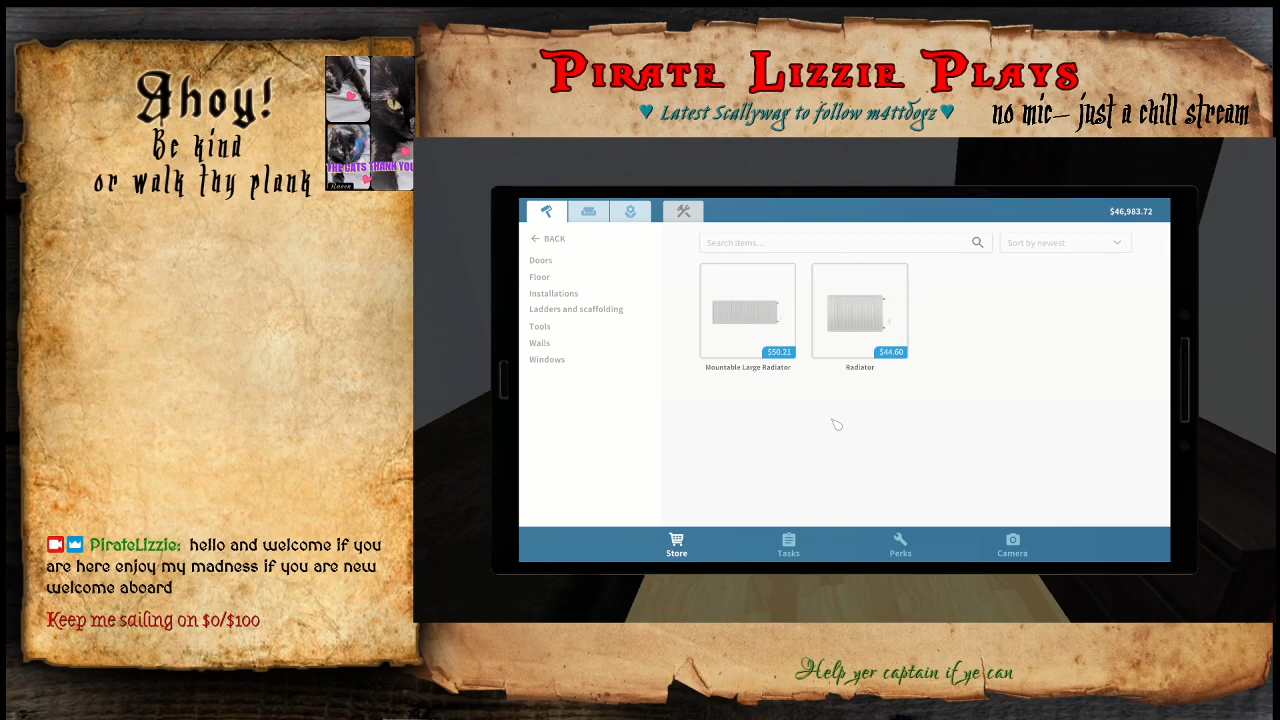 Ahoy!
Be kind
or walk thy plank
THE CATS THANK YOU
Raven
Pirate Lizzie Plays
Latest Scallywag to follow m4ttdogz
no mic- just a chill stream
$46,983.72
BACK
Doors
Floor
Installations
Ladders and scaffolding
Tools
Walls
Windows
Search items...
Sort by newest
$50.21
$44.60
Mountable Large Radiator
Radiator
Store
Tasks
Perks
Camera
PirateLizzie: hello and welcome if you
are here enjoy my madness if you are new
welcome aboard
Keep me sailing on $0/$100
Help yer captain if ye can